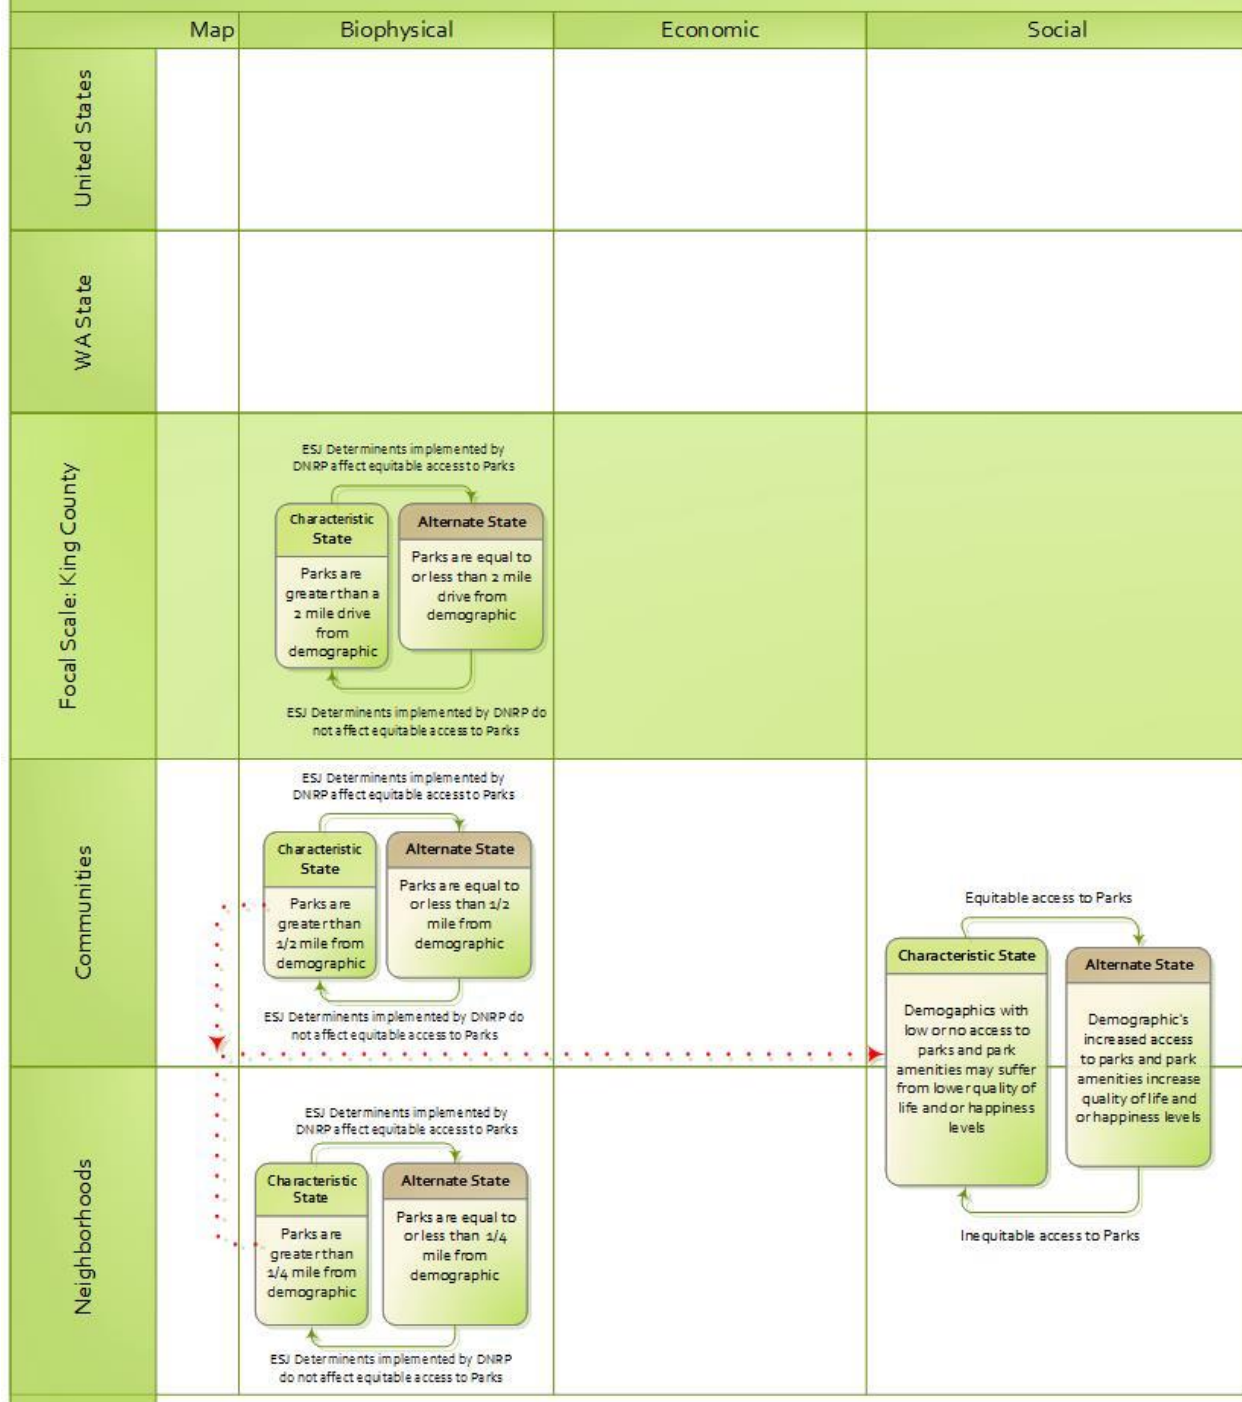 Map
Biophysical
Economic
Social
United States
WA State
Focal Scale: King County
ESJ Determinents implemented by
DNRP affect equitable access to Parks
Characteristic
State
Parks are
greater than a
2 mile drive
from
demographic
Alternate State
Parks are equal to
or less than 2 mile
drive from
demographic
ESJ Determinents implemented by DNRP do
not affect equitable access to Parks
Communities
ESJ Determinents implemented by
DNRP affect equitable access to Parks
Characteristic
State
Parks are
greater than
1/2 mile from
demographic
Alternate State
Parks are equal to
or less than 1/2
mile from
demographic
ESJ Determinents implemented by DNRP do
not affect equitable access to Parks
Equitable access to Parks
Characteristic State
Demogaphics with
low or no access to
parks and park
amenities may suffer
from lower quality of
life and or happiness
levels
Alternate State
Demographic's
increased access
to parks and park
amenities increase
quality of life and
or happiness levels
Inequitable access to Parks
Neighborhoods
ESJ Determinents implemented by
DNRP affect equitable access to Parks
Characteristic
State
Parks are
greater than
1/4 mile from
demographic
Alternate State
Parks are equal to
or less than 1/4
mile from
demographic
ESJ Determinents implemented by DNRP
do not affect equitable access to Parks